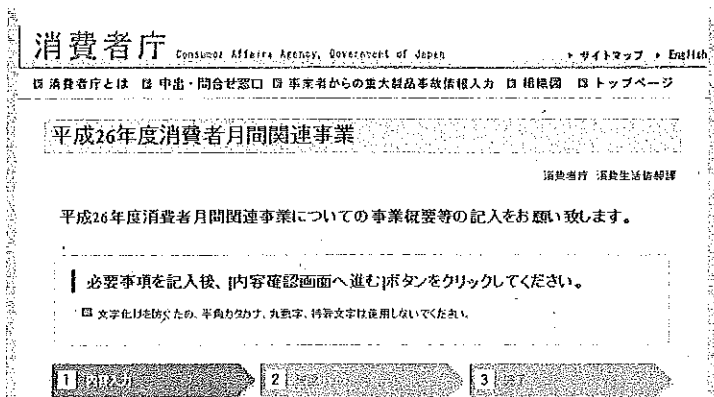 消費者庁 Consumer Affairs Agency, Government of Japan ▸ サイトマップ ▸ English
消費者庁とは 中出・問合せ窓口 事業者からの重大製品事故情報入力 組織図 トップページ
平成26年度消費者月間関連事業
消費者庁 消費生活情報課
平成26年度消費者月間関連事業についての事業概要等の記入をお願い致します。
必要事項を記入後、[内容確認画面へ進む]ボタンをクリックしてください。
文字化けを防ぐため、半角カタカナ、丸数字、特殊文字は使用しないでください。
1 内容入力 2 3